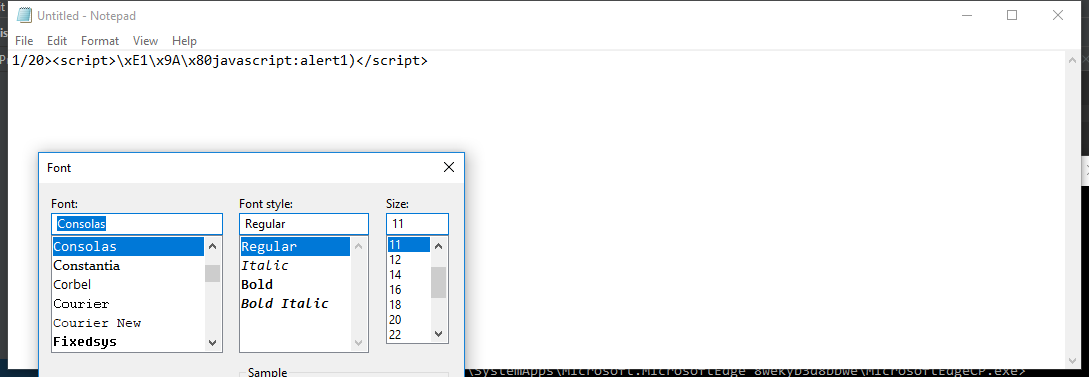 Untitled - Notepad
File Edit Format View Help
1/20><script>\xE1\x9A\x80javascript:alert1)</script>
Font
Font: Font style: Size:
Consolas Regular 11
Consolas Regular 11
Constantia Italic 12
Corbel Bold 14
Courier Bold Italic 16
Courier New 18
Fixedsys 20
22
Sample
\SystemApps\Microsoft.MicrosoftEdge_8wekyb3d8bbwe\MicrosoftEdgeCP.exe>